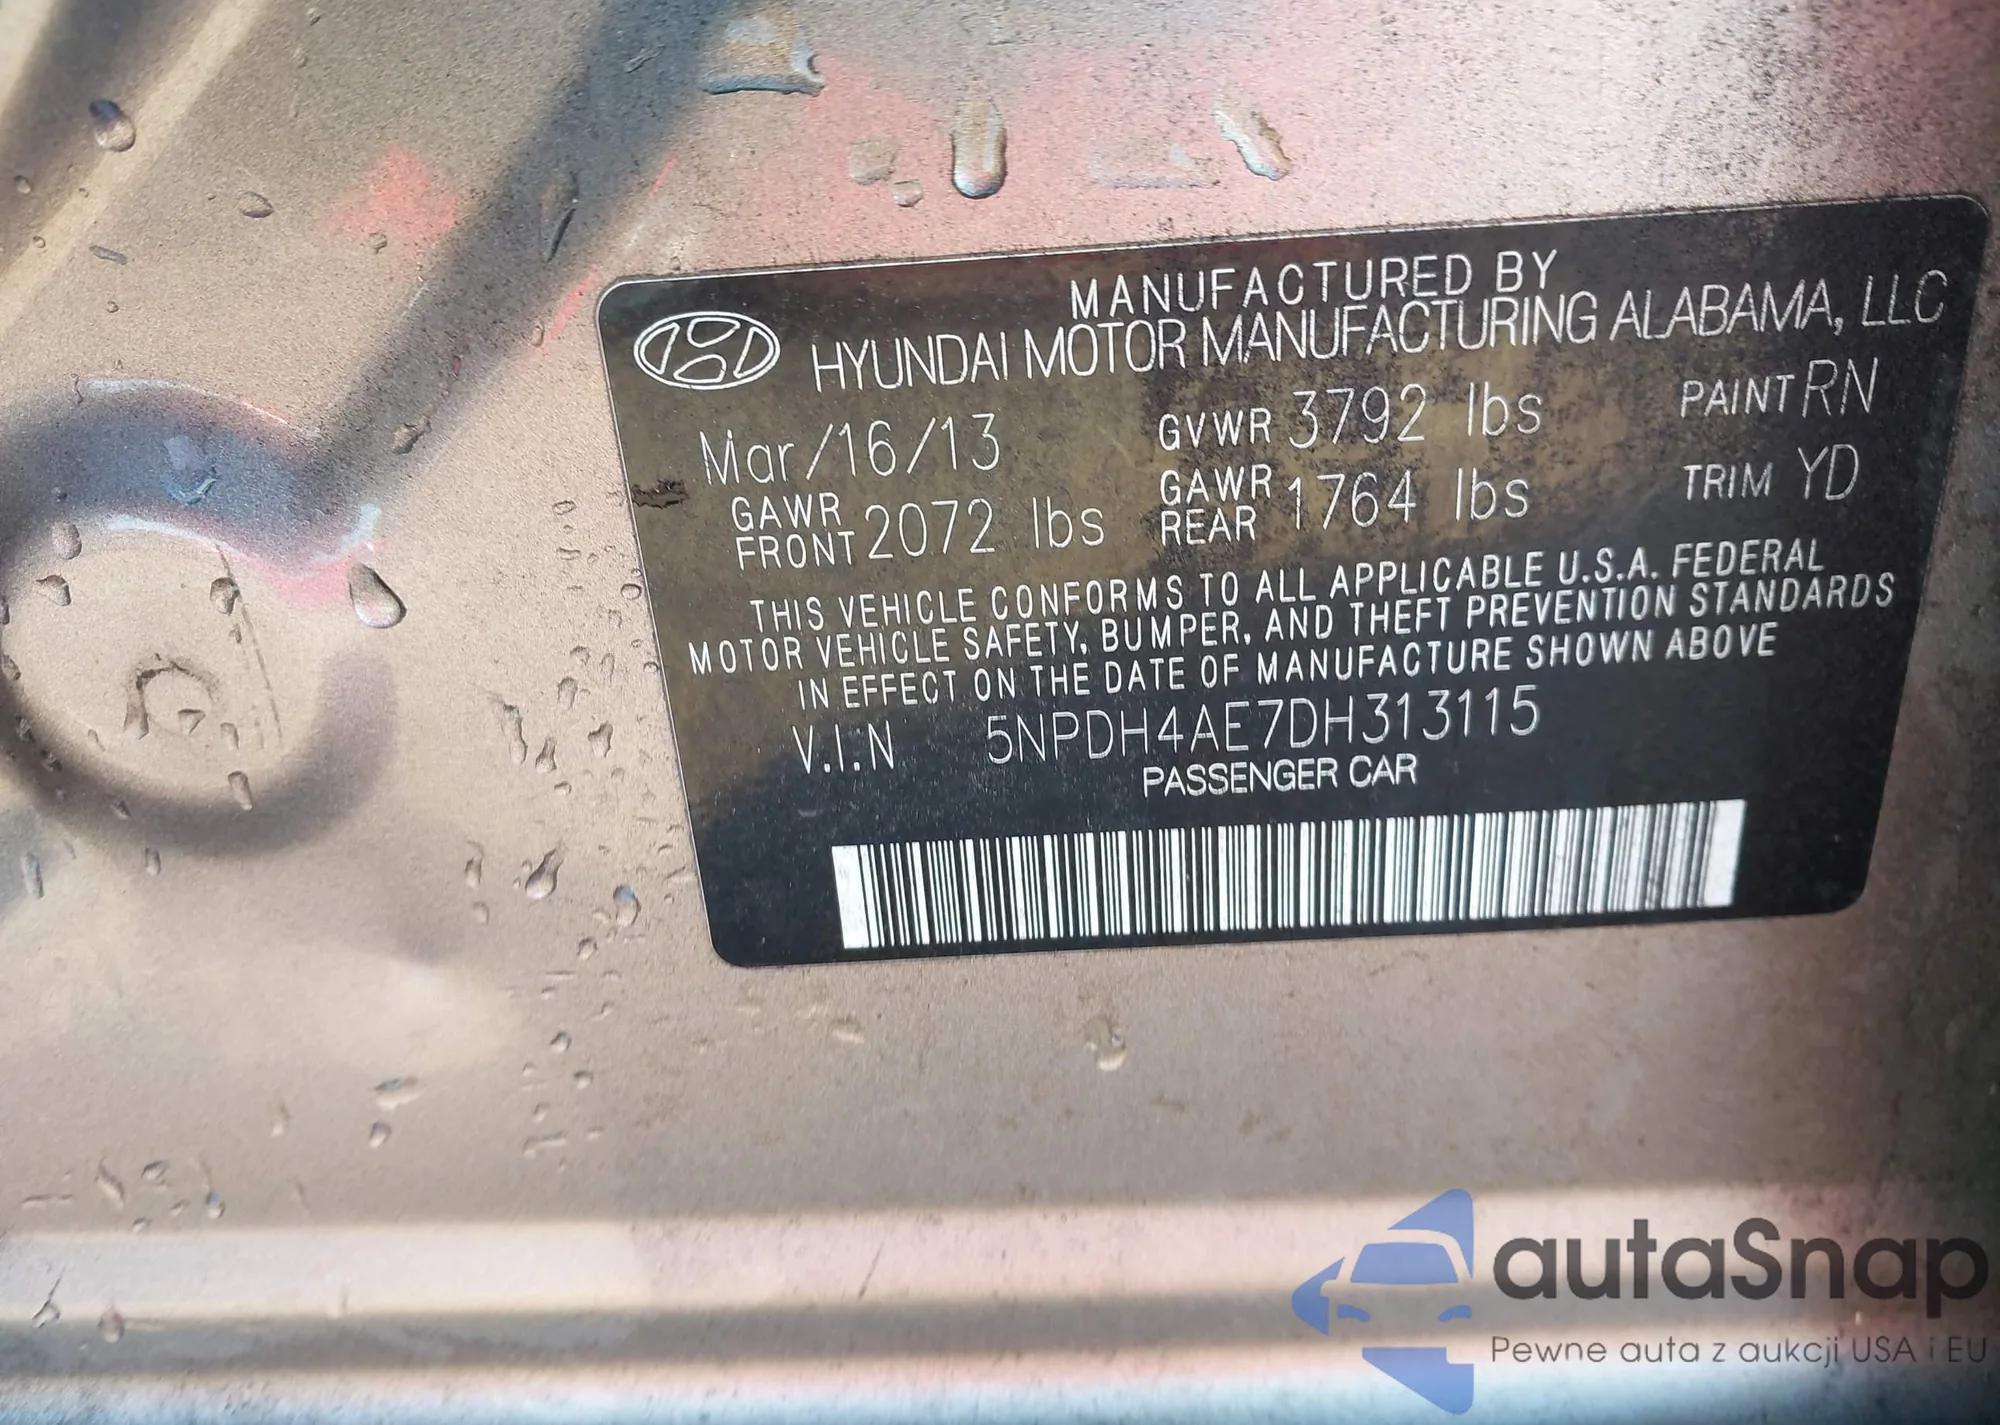 MANUFACTURED BY
HYUNDAI MOTOR MANUFACTURING ALABAMA, LLC
Mar/16/13 GVWR 3792 lbs PAINT RN
GAWR FRONT 2072 lbs GAWR REAR 1764 lbs TRIM YD
THIS VEHICLE CONFORMS TO ALL APPLICABLE U.S.A. FEDERAL
MOTOR VEHICLE SAFETY, BUMPER, AND THEFT PREVENTION STANDARDS
IN EFFECT ON THE DATE OF MANUFACTURE SHOWN ABOVE
V.I.N 5NPDH4AE7DH313115
PASSENGER CAR
autaSnap
Pewne auta z aukcji USA i EU